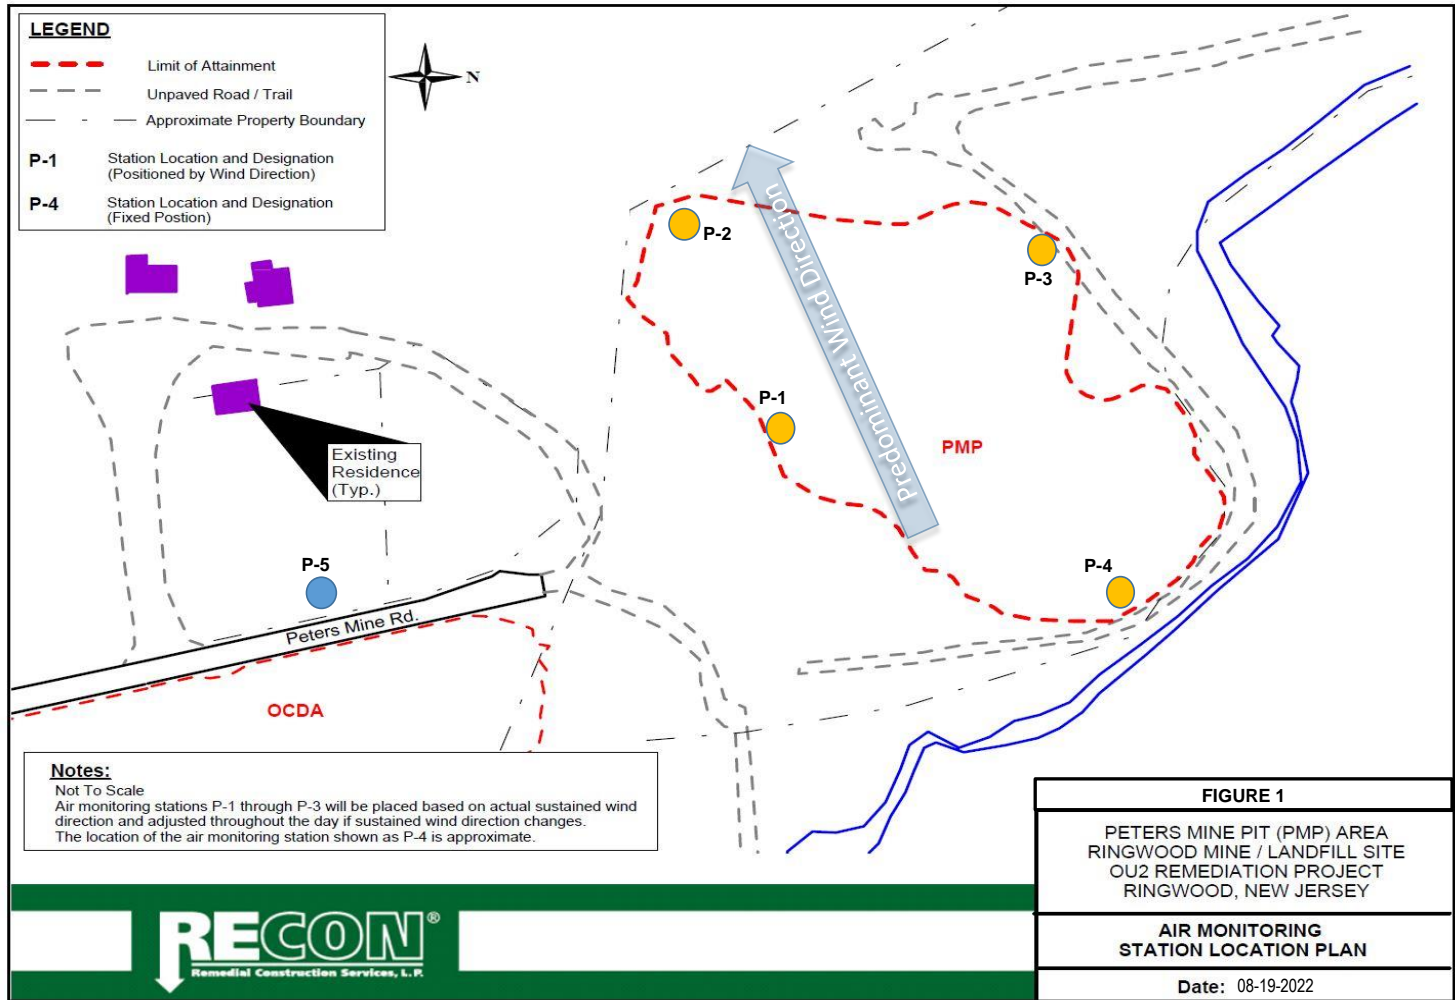 LEGEND
Limit of Attainment
Unpaved Road / Trail
Approximate Property Boundary
P-1 Station Location and Designation
(Positioned by Wind Direction)
P-4 Station Location and Designation
(Fixed Postion)
N
P-2
Predominant Wind Direction
P-3
P-1
PMP
Existing
Residence
(Typ.)
P-5
P-4
Peters Mine Rd.
OCDA
Notes:
Not To Scale
Air monitoring stations P-1 through P-3 will be placed based on actual sustained wind
direction and adjusted throughout the day if sustained wind direction changes.
The location of the air monitoring station shown as P-4 is approximate.
FIGURE 1
PETERS MINE PIT (PMP) AREA
RINGWOOD MINE / LANDFILL SITE
OU2 REMEDIATION PROJECT
RINGWOOD, NEW JERSEY
AIR MONITORING
STATION LOCATION PLAN
Date: 08-19-2022
RECON®
Remedial Construction Services, L.P.